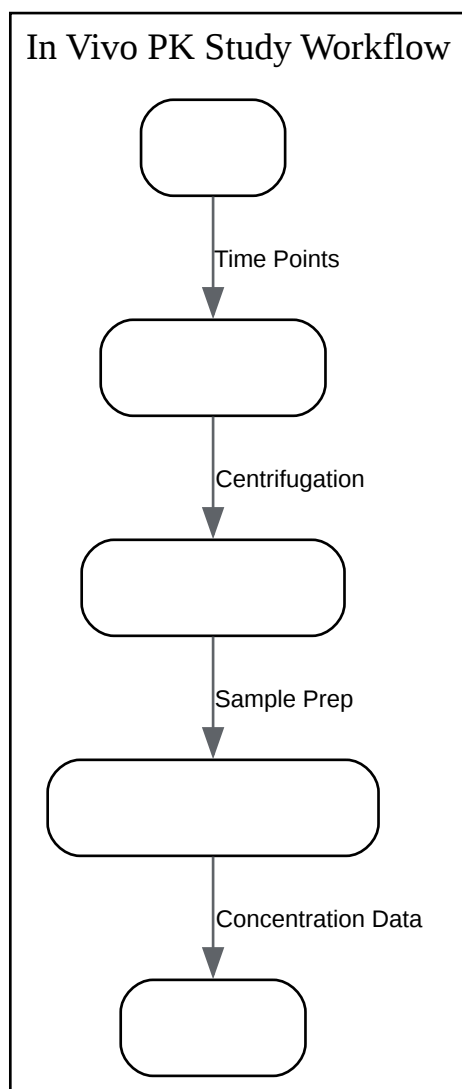 In Vivo PK Study Workflow
Time Points
Centrifugation
Sample Prep
Concentration Data